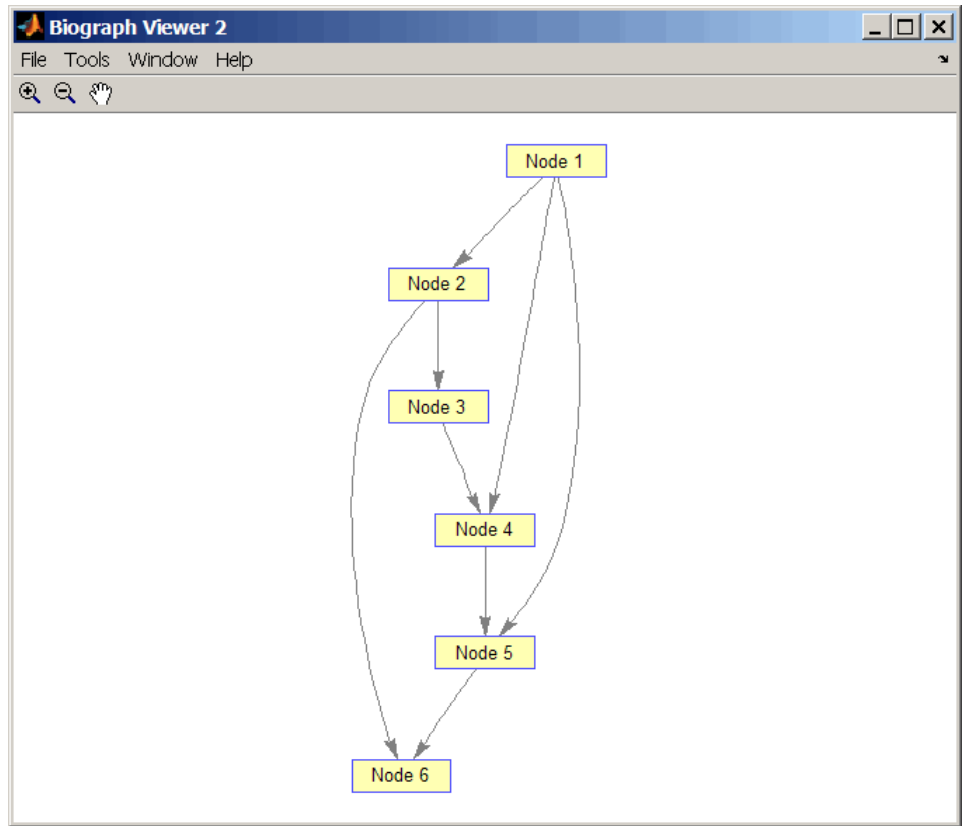 Biograph Viewer 2
File Tools Window Help
Node 1
Node 2
Node 3
Node 4
Node 5
Node 6